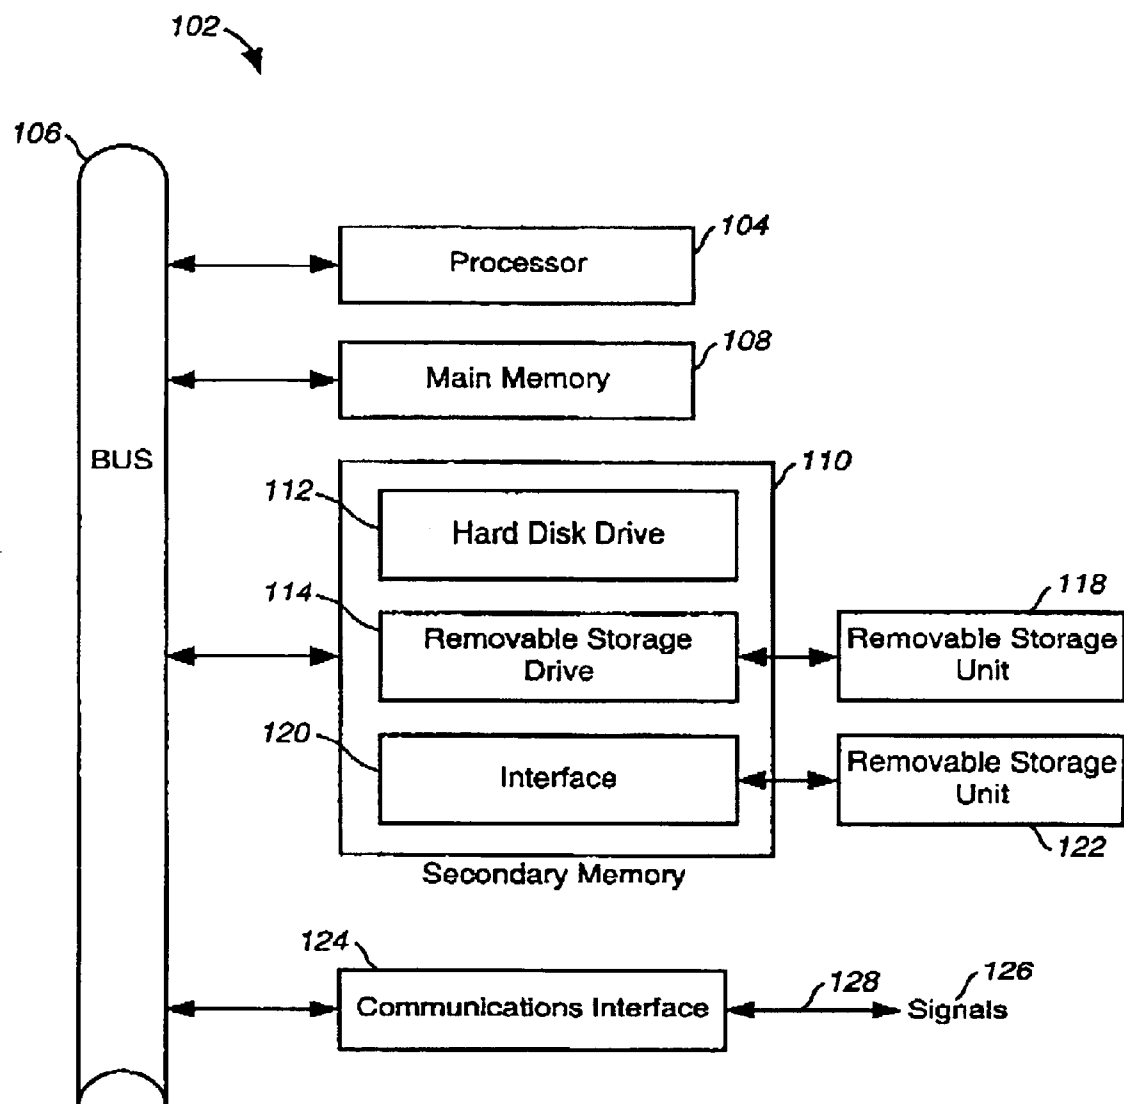 102
106
104
Processor
108
Main Memory
BUS
110
112
Hard Disk Drive
114
Removable Storage
Drive
118
Removable Storage
Unit
120
Interface
Removable Storage
Unit
122
Secondary Memory
124
Communications Interface
128
126
Signals